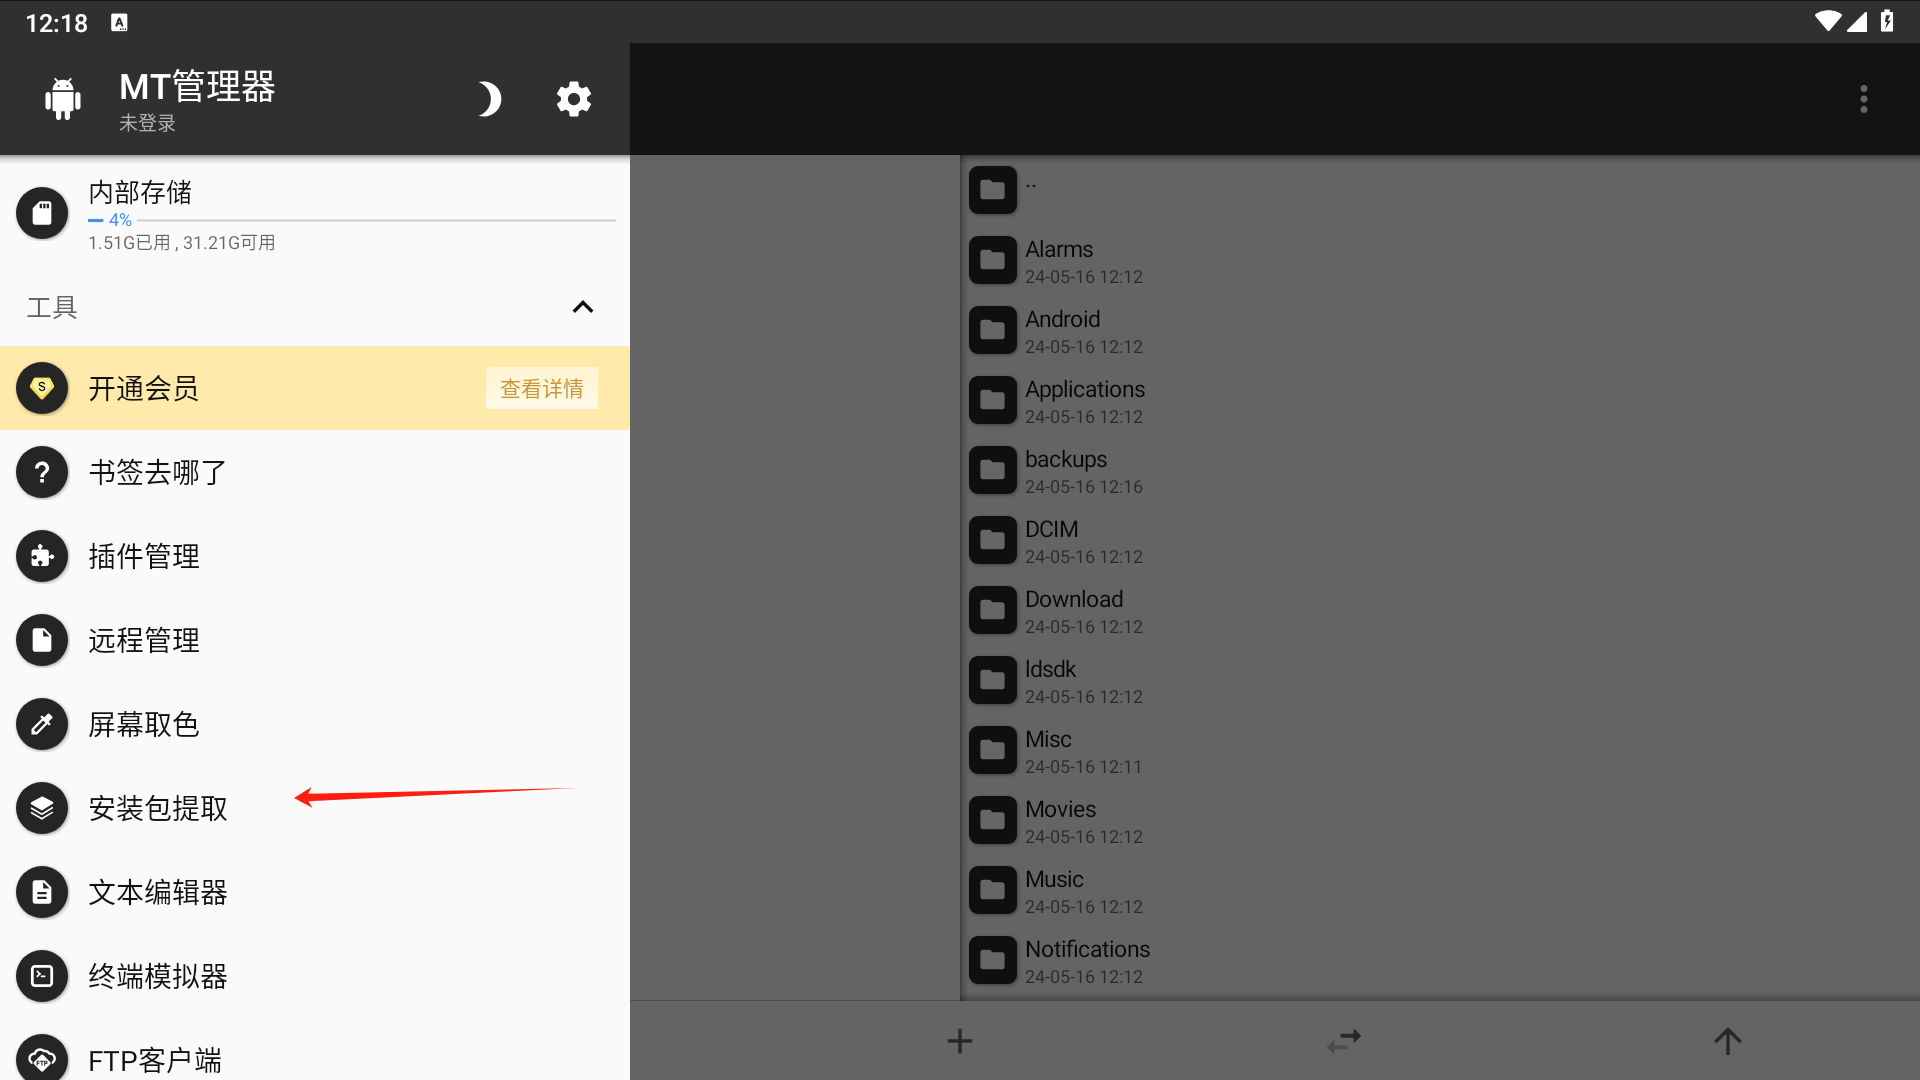 12:18
A
MT管理器
未登录
内部存储
4%
1.51G已用 , 31.21G可用
工具
S
开通会员
查看详情
?
书签去哪了
插件管理
远程管理
屏幕取色
安装包提取
文本编辑器
终端模拟器
FTP
FTP客户端
..
Alarms
24-05-16 12:12
Android
24-05-16 12:12
Applications
24-05-16 12:12
backups
24-05-16 12:16
DCIM
24-05-16 12:12
Download
24-05-16 12:12
ldsdk
24-05-16 12:12
Misc
24-05-16 12:11
Movies
24-05-16 12:12
Music
24-05-16 12:12
Notifications
24-05-16 12:12